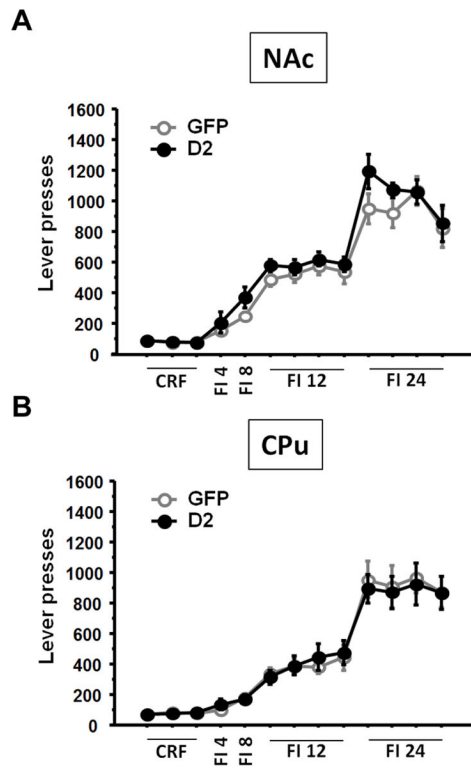 A
NAc
1600
1400
1200
1000
800
600
400
200
0
Lever presses
GFP
D2
CRF
FI 4
FI 8
FI 12
FI 24
B
CPu
1600
1400
1200
1000
800
600
400
200
0
Lever presses
GFP
D2
CRF
FI 4
FI 8
FI 12
FI 24